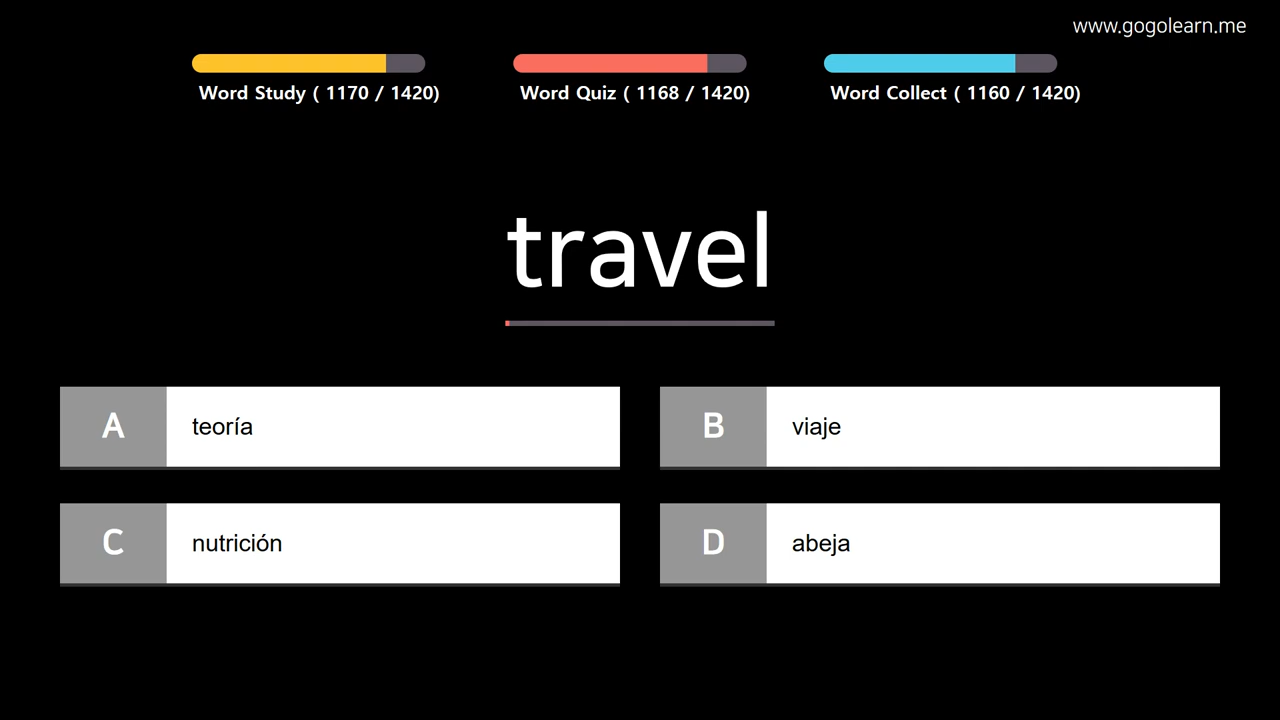 www.gogolearn.me
Word Study ( 1170 / 1420)
Word Quiz ( 1168 / 1420)
Word Collect ( 1160 / 1420)
travel
A teoría
B viaje
C nutrición
D abeja